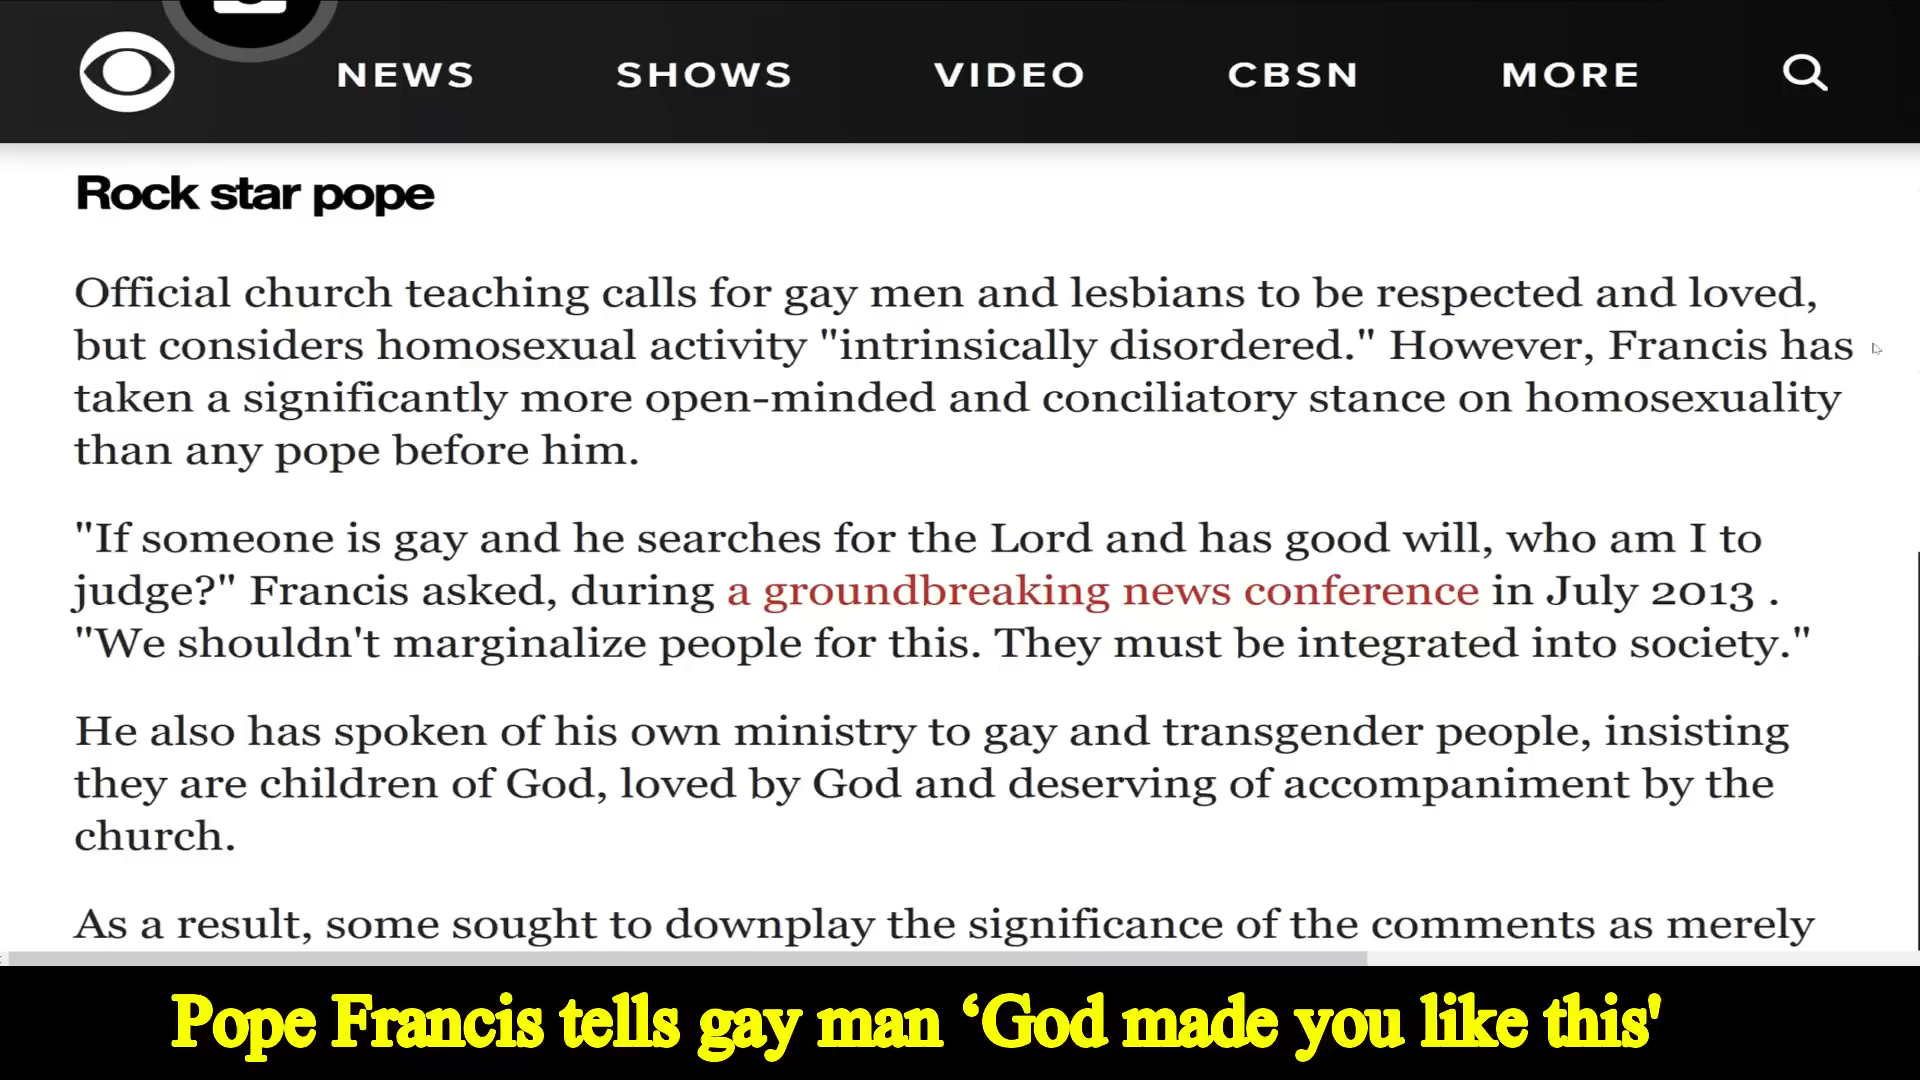 NEWS SHOWS VIDEO CBSN MORE
Rock star pope
Official church teaching calls for gay men and lesbians to be respected and loved,
but considers homosexual activity "intrinsically disordered." However, Francis has
taken a significantly more open-minded and conciliatory stance on homosexuality
than any pope before him.
"If someone is gay and he searches for the Lord and has good will, who am I to
judge?" Francis asked, during a groundbreaking news conference in July 2013 .
"We shouldn't marginalize people for this. They must be integrated into society."
He also has spoken of his own ministry to gay and transgender people, insisting
they are children of God, loved by God and deserving of accompaniment by the
church.
As a result, some sought to downplay the significance of the comments as merely
Pope Francis tells gay man ‘God made you like this'